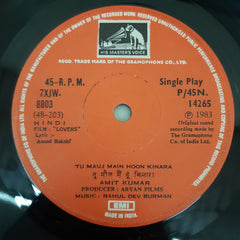 HIS MASTER'S VOICE
REGD. TRADE MARK OF THE GRAMOPHONE CO. LTD.
45-R.P.M.
7XJW-
8803
(48-203)
HINDI
FILM: "LOVERS"
Lyric:-
Anand Bakshi
Single Play
P/45N.
14265
℗ 1983
Original sound
recording made by
The Gramophone
Co. of India Ltd.
TU MAUJ MAIN HOON KINARA
तू मौज मैं हूँ किनारा
AMIT KUMAR
PRODUCER: ASYAN FILMS
MUSIC: RAHUL DEV BURMAN
EMI
MADE IN INDIA